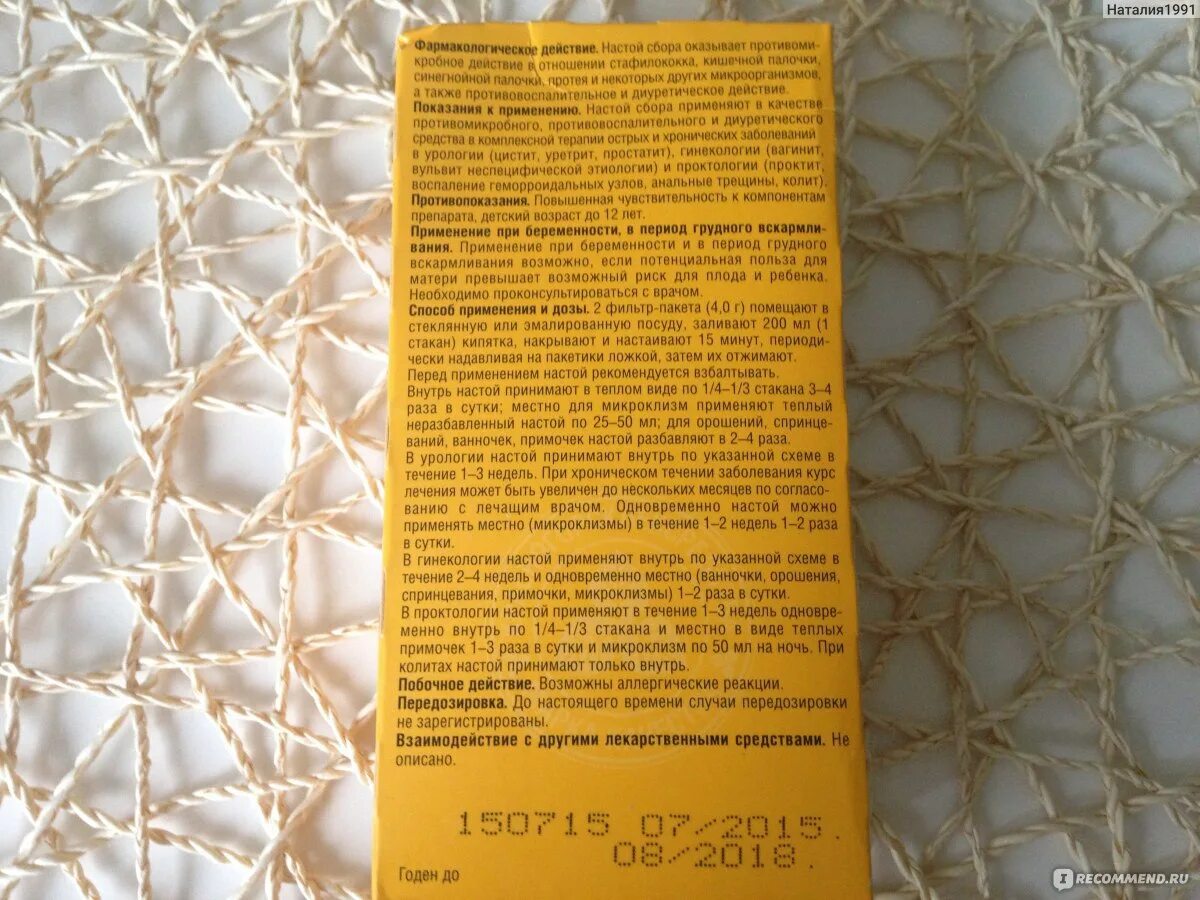 Наталия1991
Фармакологическое действие. Настой сбора оказывает противоми-
кробное действие в отношении стафилококка, кишечной палочки,
синегнойной палочки, протея и некоторых других микроорганизмов,
а также противовоспалительное и диуретическое действие.
Показания к применению. Настой сбора применяют в качестве
противомикробного, противовоспалительного и диуретического
средства в комплексной терапии острых и хронических заболеваний
в урологии (цистит, уретрит, простатит), гинекологии (вагинит,
вульвит неспецифической этиологии) и проктологии (проктит,
воспаление геморроидальных узлов, анальные трещины, колит).
Противопоказания. Повышенная чувствительность к компонентам
препарата, детский возраст до 12 лет.
Применение при беременности, в период грудного вскармли-
вания. Применение при беременности и в период грудного
вскармливания возможно, если потенциальная польза для
матери превышает возможный риск для плода и ребенка.
Необходимо проконсультироваться с врачом.
Способ применения и дозы. 2 фильтр-пакета (4,0 г) помещают в
стеклянную или эмалированную посуду, заливают 200 мл (1
стакан) кипятка, накрывают и настаивают 15 минут, периоди-
чески надавливая на пакетики ложкой, затем их отжимают.
Перед применением настой рекомендуется взбалтывать.
Внутрь настой принимают в теплом виде по 1/4–1/3 стакана 3–4
раза в сутки; местно для микроклизм применяют теплый
неразбавленный настой по 25–50 мл; для орошений, спринце-
ваний, ванночек, примочек настой разбавляют в 2–4 раза.
В урологии настой принимают внутрь по указанной схеме в
течение 1–3 недель. При хроническом течении заболевания курс
лечения может быть увеличен до нескольких месяцев по согласо-
ванию с лечащим врачом. Одновременно настой можно
применять местно (микроклизмы) в течение 1–2 недель 1–2 раза
в сутки.
В гинекологии настой применяют внутрь по указанной схеме в
течение 2–4 недель и одновременно местно (ванночки, орошения,
спринцевания, примочки, микроклизмы) 1–2 раза в сутки.
В проктологии настой применяют в течение 1–3 недель одновре-
менно внутрь по 1/4–1/3 стакана и местно в виде теплых
примочек 1–3 раза в сутки и микроклизм по 50 мл на ночь. При
колитах настой принимают только внутрь.
Побочное действие. Возможны аллергические реакции.
Передозировка. До настоящего времени случаи передозировки
не зарегистрированы.
Взаимодействие с другими лекарственными средствами. Не
описано.
150715 07/2015.
08/2018.
Годен до
RECOMMEND.RU